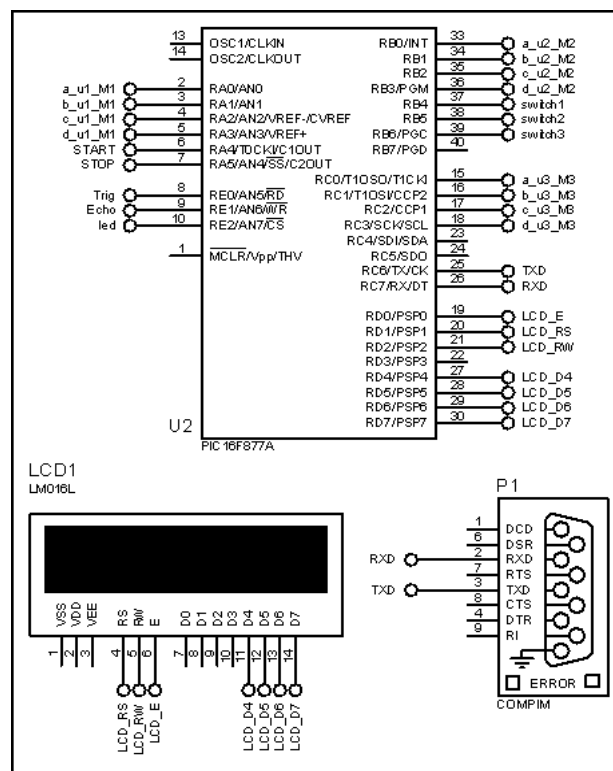 13 OSC1/CLKIN RB0/INT 33 a_u2_M2
14 OSC2/CLKOUT RB1 34 b_u2_M2
RB2 35 c_u2_M2
a_u1_M1 2 RA0/AN0 RB3/PGM 36 d_u2_M2
b_u1_M1 3 RA1/AN1 RB4 37 switch1
c_u1_M1 4 RA2/AN2/VREF-/CVREF RB5 38 switch2
d_u1_M1 5 RA3/AN3/VREF+ RB6/PGC 39 switch3
START 6 RA4/T0CKI/C1OUT RB7/PGD 40
STOP 7 RA5/AN4/SS/C2OUT
RC0/T1OSO/T1CKI 15 a_u3_M3
Trig 8 RE0/AN5/RD RC1/T1OSI/CCP2 16 b_u3_M3
Echo 9 RE1/AN6/WR RC2/CCP1 17 c_u3_M3
led 10 RE2/AN7/CS RC3/SCK/SCL 18 d_u3_M3
RC4/SDI/SDA 23
1 MCLR/Vpp/THV RC5/SDO 24
RC6/TX/CK 25 TXD
RC7/RX/DT 26 RXD
RD0/PSP0 19 LCD_E
RD1/PSP1 20 LCD_RS
RD2/PSP2 21 LCD_RW
RD3/PSP3 22
RD4/PSP4 27 LCD_D4
RD5/PSP5 28 LCD_D5
RD6/PSP6 29 LCD_D6
RD7/PSP7 30 LCD_D7
U2
PIC16F877A
LCD1
LM016L
VSS VDD VEE RS RW E D0 D1 D2 D3 D4 D5 D6 D7
1 2 3 4 5 6 7 8 9 10 11 12 13 14
LCD_RS LCD_RW LCD_E LCD_D4 LCD_D5 LCD_D6 LCD_D7
P1
1 DCD
6 DSR
RXD 2 RXD
7 RTS
TXD 3 TXD
8 CTS
4 DTR
9 RI
ERROR
COMPIM